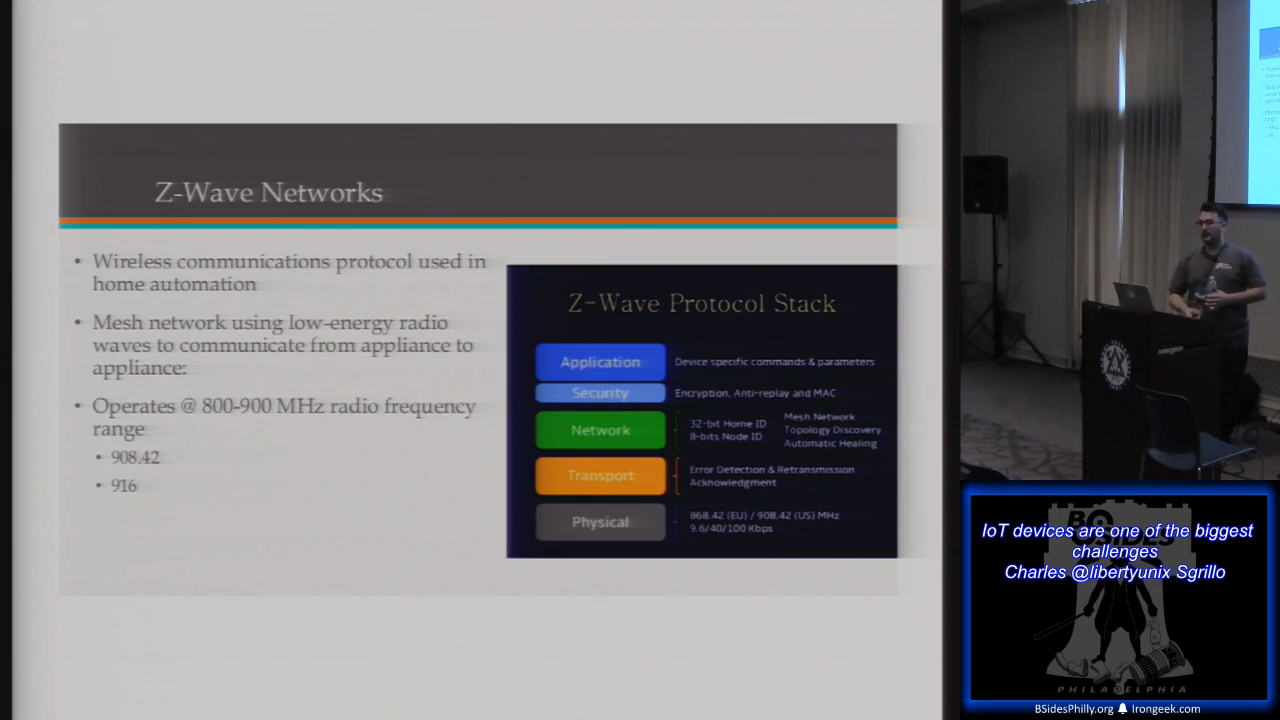 Z-Wave Networks
• Wireless communications protocol used in
home automation
• Mesh network using low-energy radio
waves to communicate from appliance to
appliance:
• Operates @ 800-900 MHz radio frequency
range
• 908.42
• 916
Z-Wave Protocol Stack
Application Device specific commands & parameters
Security Encryption, Anti-replay and MAC
Network
32-bit Home ID
8-bits Node ID
Mesh Network
Topology Discovery
Automatic Healing
Transport
Error Detection & Retransmission
Acknowledgment
Physical
868.42 (EU) / 908.42 (US) MHz
9.6/40/100 Kbps
IoT devices are one of the biggest
challenges
Charles @libertyunix Sgrillo
PHILADELPHIA
BSidesPhilly.org Irongeek.com